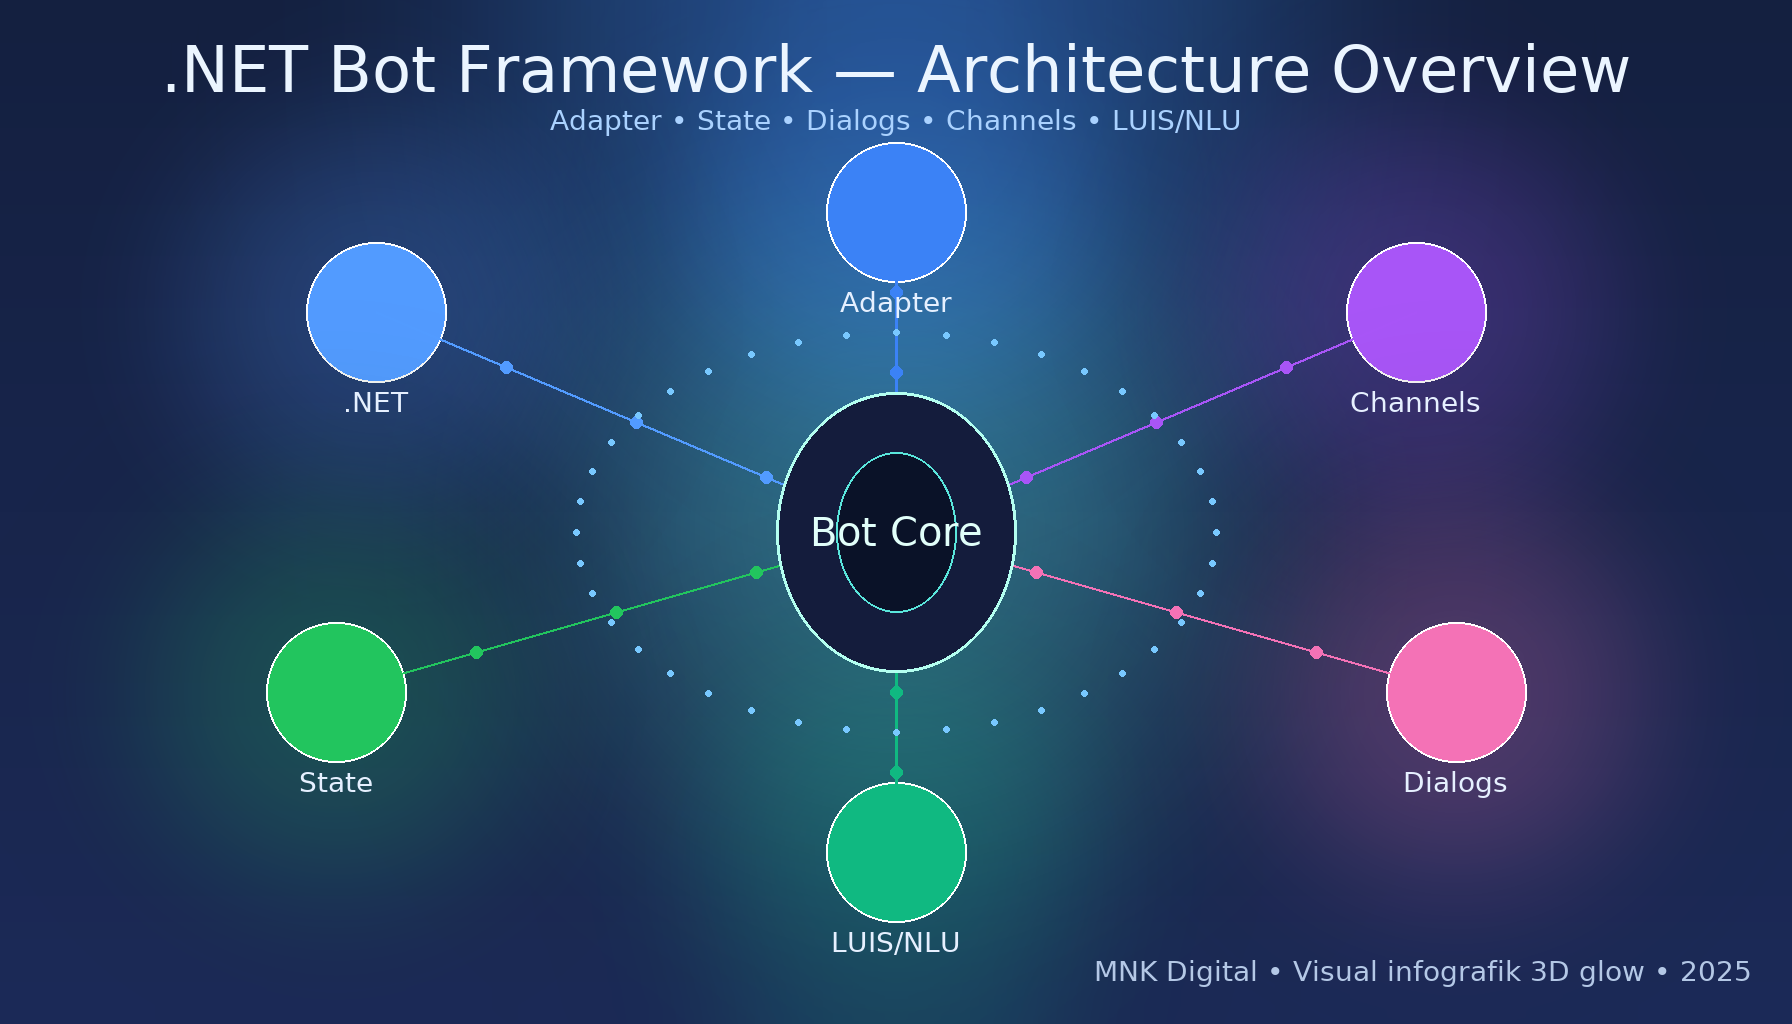 .NET Bot Framework — Architecture Overview
Adapter • State • Dialogs • Channels • LUIS/NLU
Adapter
.NET
Channels
Bot Core
State
Dialogs
LUIS/NLU
MNK Digital • Visual infografik 3D glow • 2025